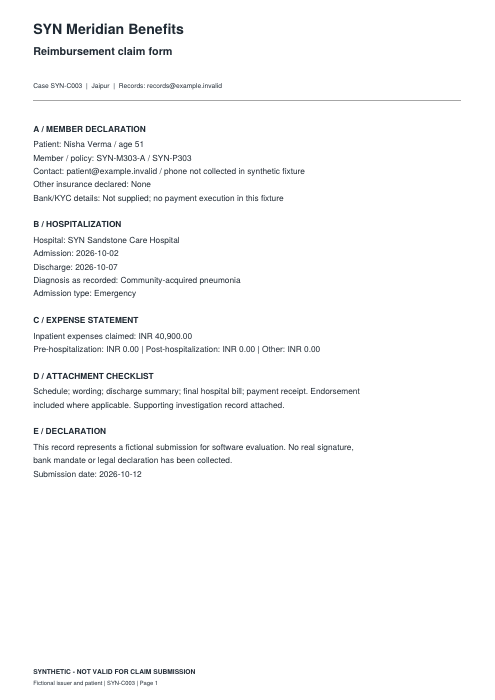 SYN Meridian Benefits
Reimbursement claim form
Case SYN-C003 | Jaipur | Records: records@example.invalid
A / MEMBER DECLARATION
Patient: Nisha Verma / age 51
Member / policy: SYN-M303-A / SYN-P303
Contact: patient@example.invalid / phone not collected in synthetic fixture
Other insurance declared: None
Bank/KYC details: Not supplied; no payment execution in this fixture
B / HOSPITALIZATION
Hospital: SYN Sandstone Care Hospital
Admission: 2026-10-02
Discharge: 2026-10-07
Diagnosis as recorded: Community-acquired pneumonia
Admission type: Emergency
C / EXPENSE STATEMENT
Inpatient expenses claimed: INR 40,900.00
Pre-hospitalization: INR 0.00 | Post-hospitalization: INR 0.00 | Other: INR 0.00
D / ATTACHMENT CHECKLIST
Schedule; wording; discharge summary; final hospital bill; payment receipt. Endorsement
included where applicable. Supporting investigation record attached.
E / DECLARATION
This record represents a fictional submission for software evaluation. No real signature,
bank mandate or legal declaration has been collected.
Submission date: 2026-10-12
SYNTHETIC - NOT VALID FOR CLAIM SUBMISSION
Fictional issuer and patient | SYN-C003 | Page 1